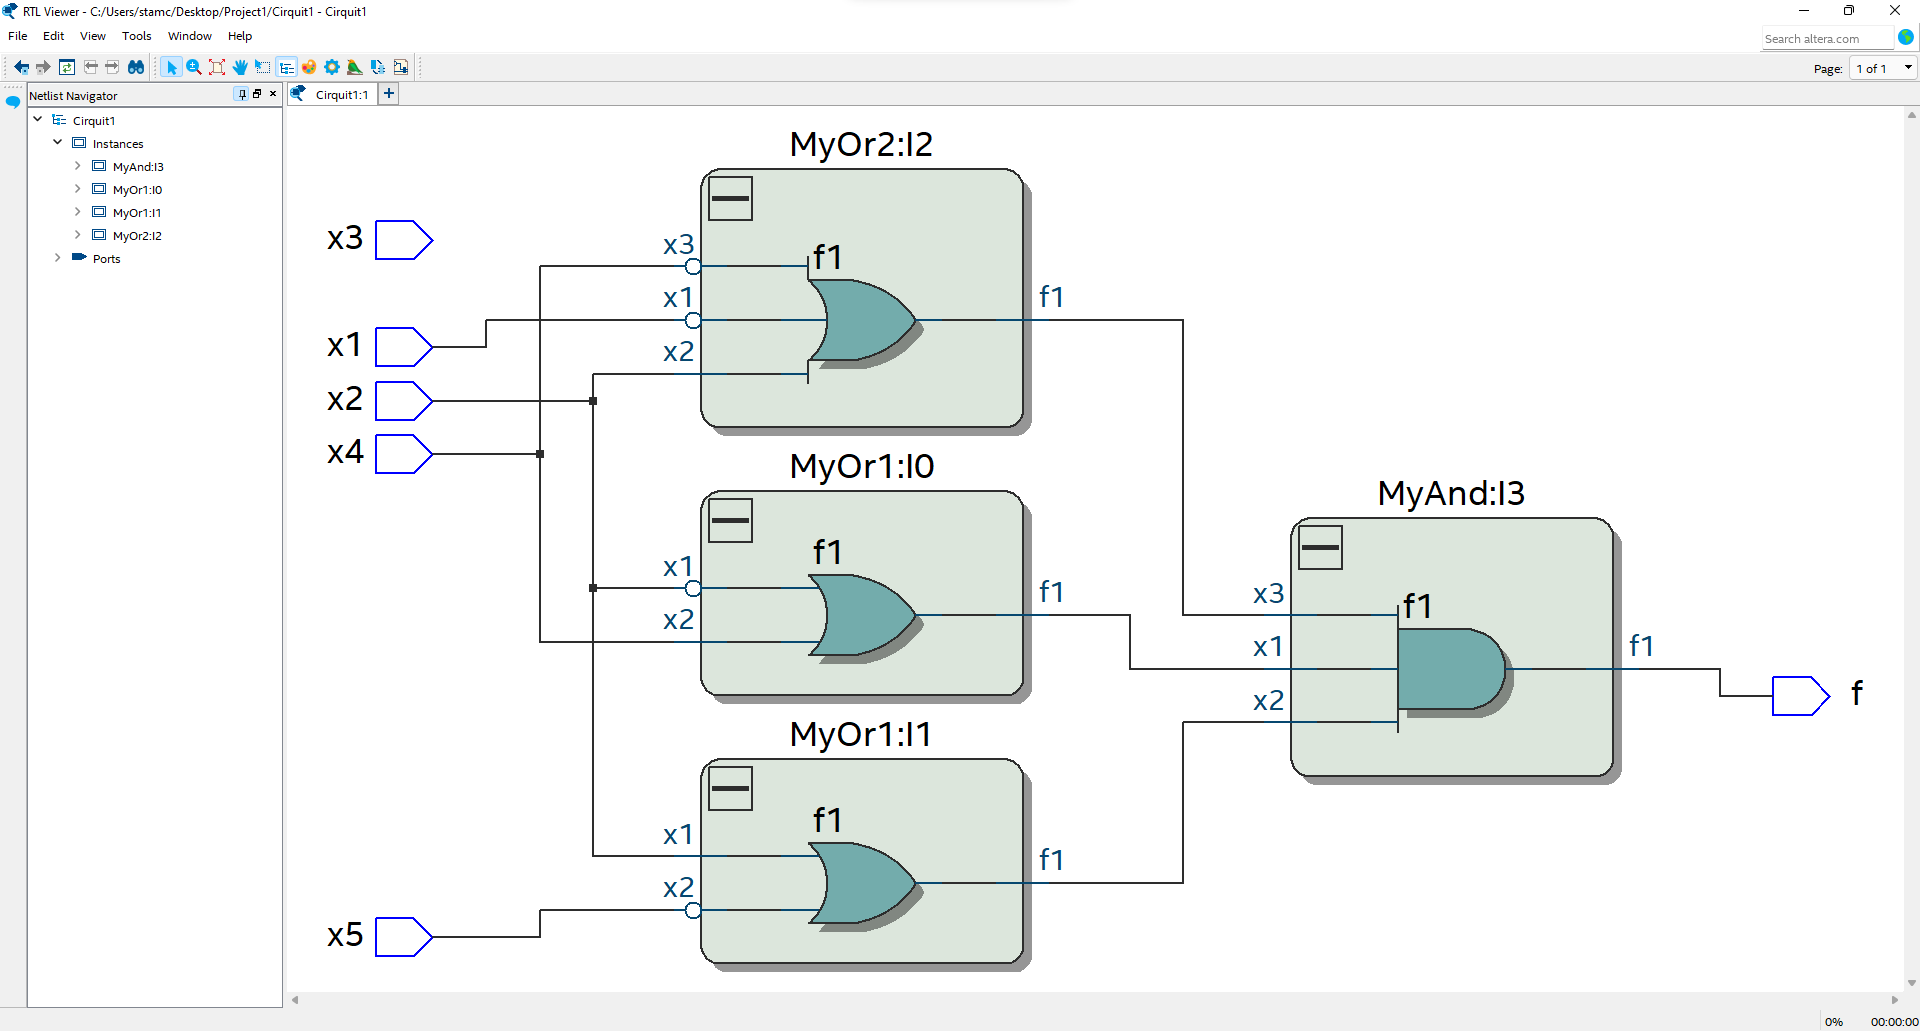 RTL Viewer - C:/Users/stamc/Desktop/Project1/Cirquit1 - Cirquit1
File Edit View Tools Window Help
Search altera.com
Page: 1 of 1
Netlist Navigator
Cirquit1:1
Cirquit1
Instances
MyAnd:I3
MyOr1:I0
MyOr1:I1
MyOr2:I2
Ports
MyOr2:I2
x3
x3
f1
x1
f1
x1
x2
x2
x4
MyOr1:I0
MyAnd:I3
f1
x1
f1
x3
f1
x2
x1
f1
x2
f
MyOr1:I1
f1
x1
f1
x2
x5
0% 00:00:00